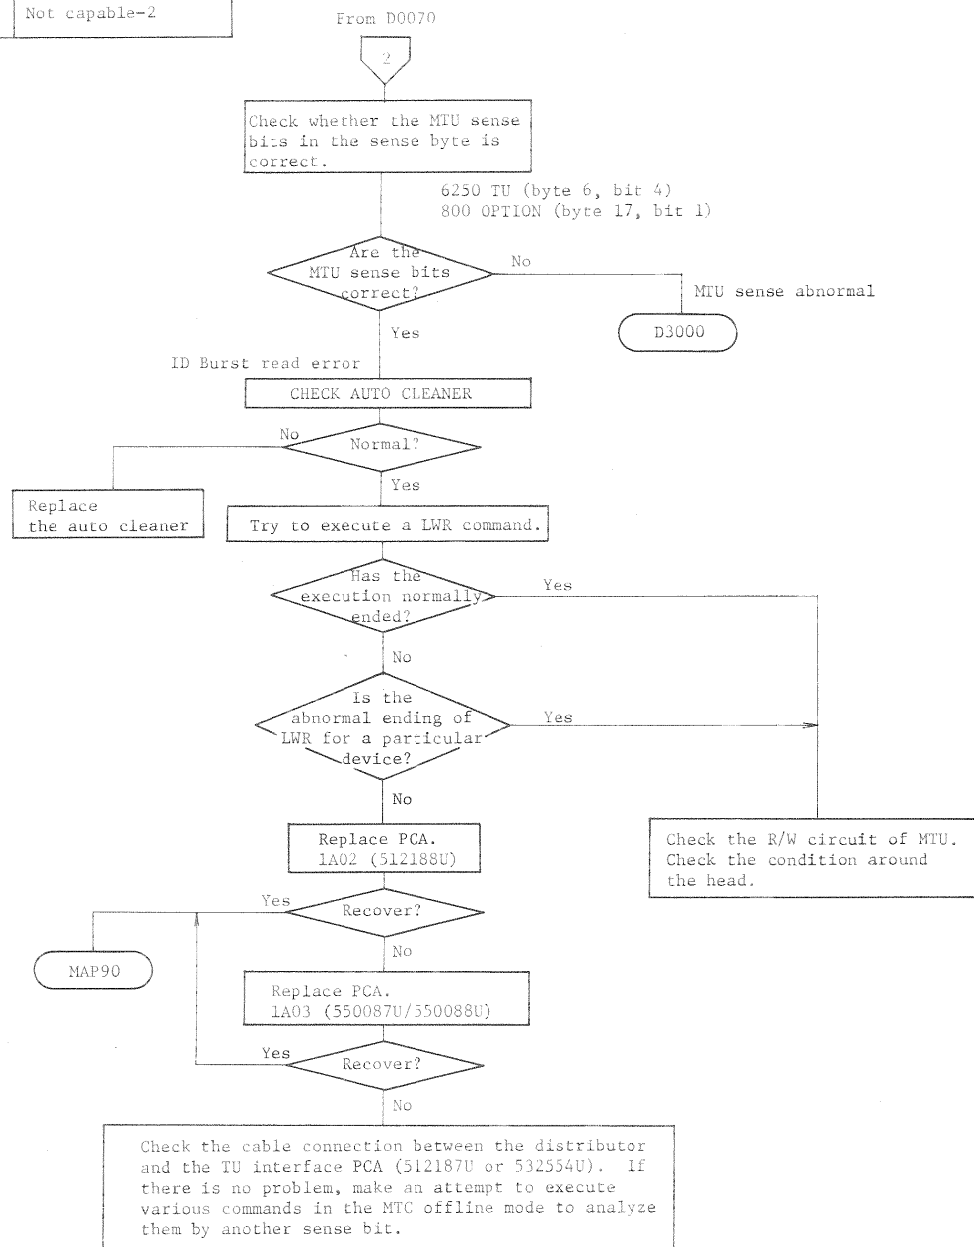 Not capable-2
From D0070
2
Check whether the MTU sense
bits in the sense byte is
correct.
6250 TU (byte 6, bit 4)
800 OPTION (byte 17, bit 1)
Are the
MTU sense bits
correct?
No
MTU sense abnormal
D3000
Yes
ID Burst read error
CHECK AUTO CLEANER
No
Normal?
Yes
Replace
the auto cleaner
Try to execute a LWR command.
Has the
execution normally
ended?
Yes
No
Is the
abnormal ending of
LWR for a particular
device?
Yes
No
Replace PCA.
1A02 (512188U)
Check the R/W circuit of MTU.
Check the condition around
the head.
Yes
Recover?
No
MAP90
Replace PCA.
1A03 (550087U/550088U)
Yes
Recover?
No
Check the cable connection between the distributor
and the TU interface PCA (512187U or 532554U).  If
there is no problem, make an attempt to execute
various commands in the MTC offline mode to analyze
them by another sense bit.